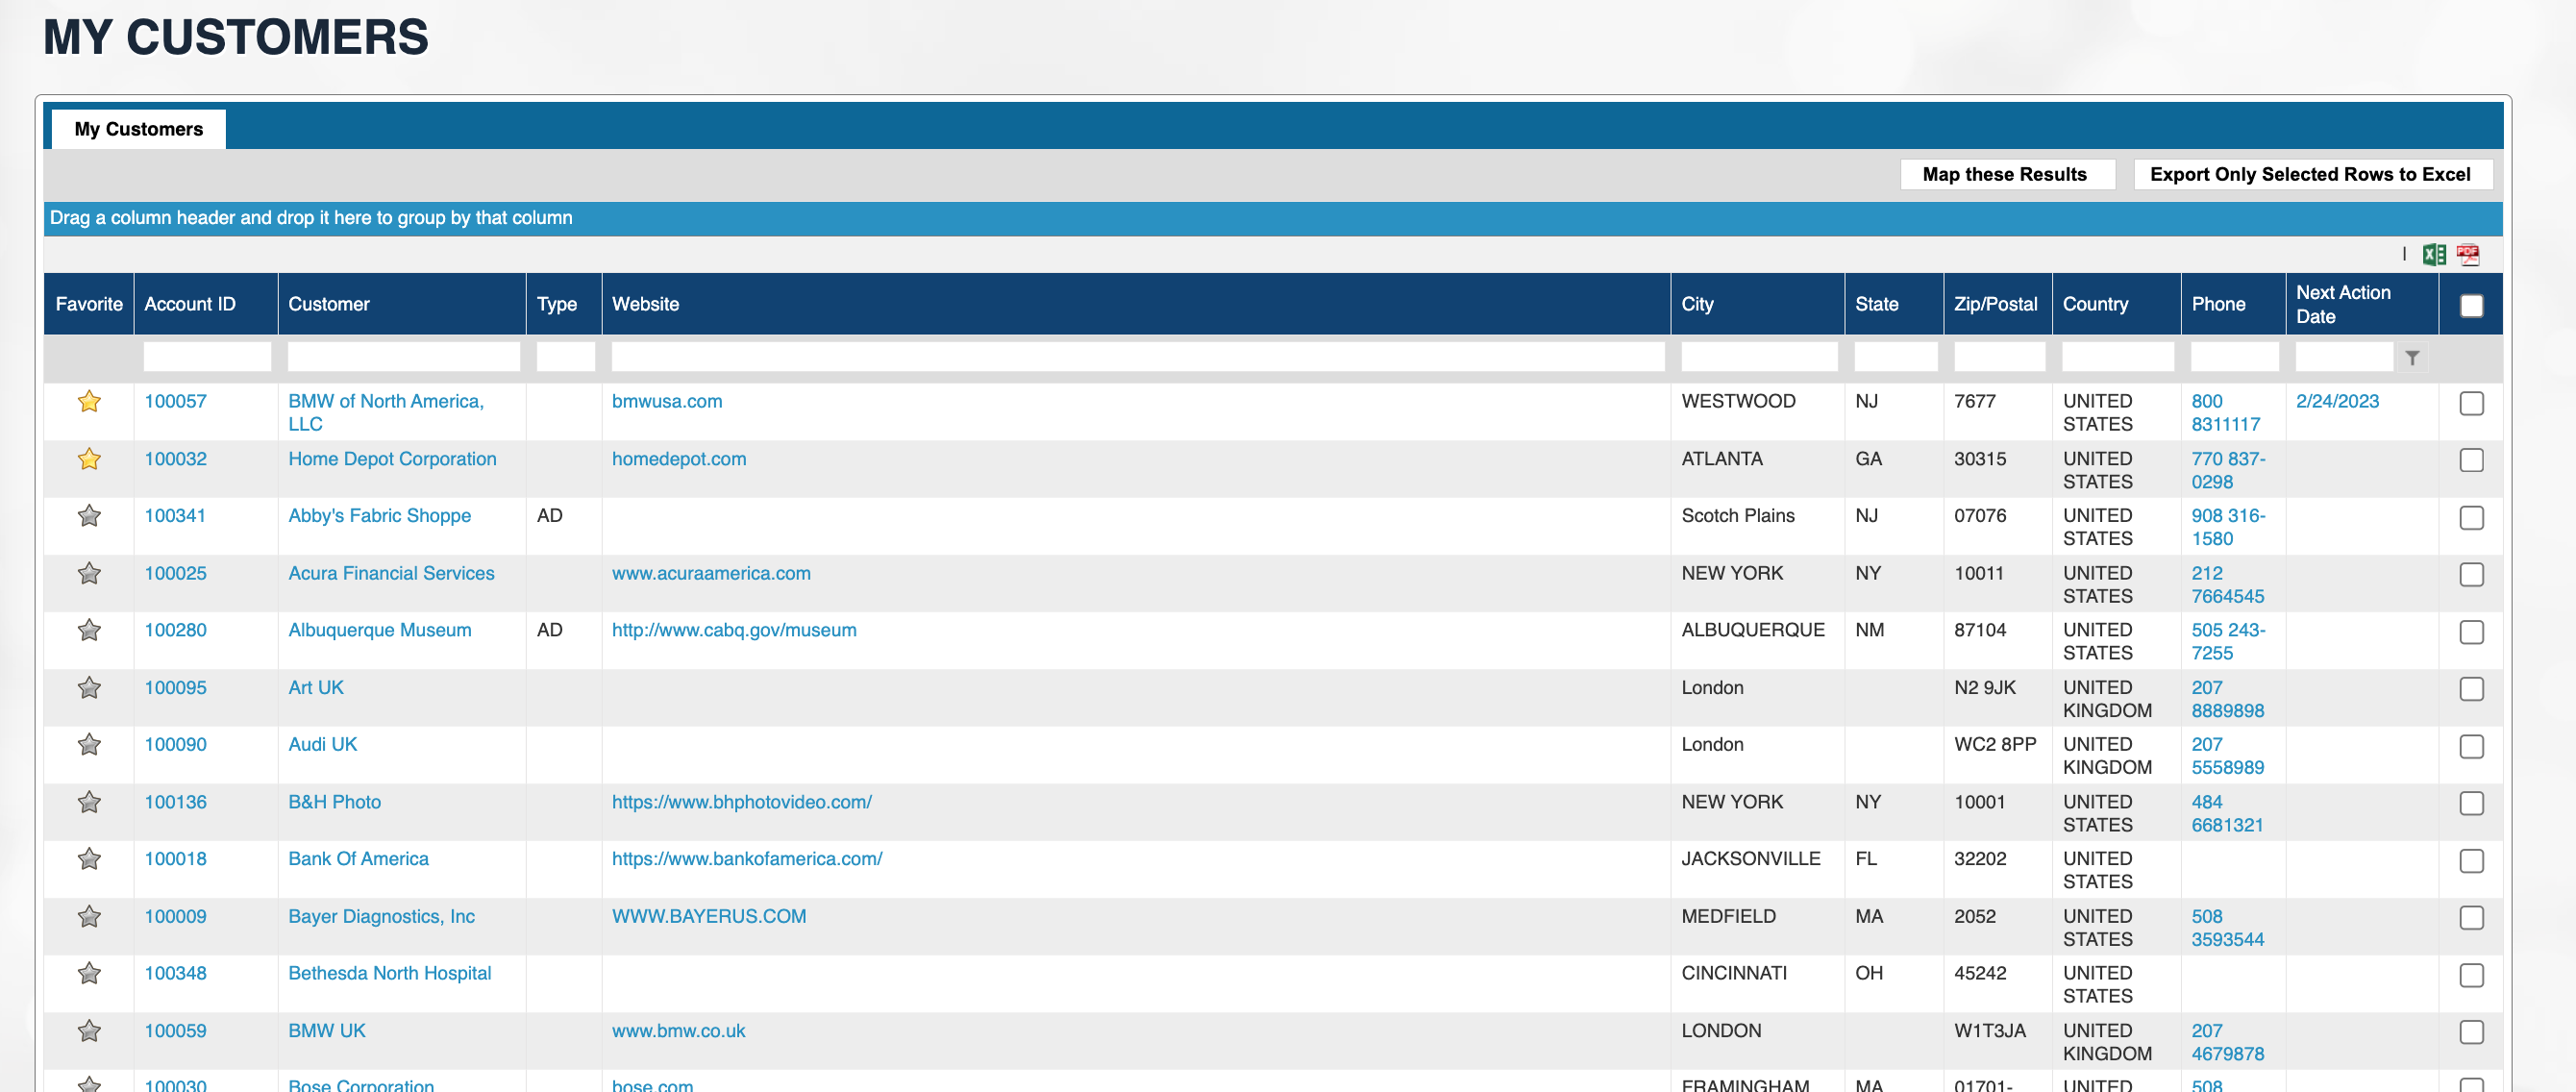 MY CUSTOMERS
My Customers
Map these Results Export Only Selected Rows to Excel
Drag a column header and drop it here to group by that column
| PDF
Favorite Account ID Customer Type Website City State Zip/Postal Country Phone Next Action Date
100057 BMW of North America, LLC bmwusa.com WESTWOOD NJ 7677 UNITED STATES 800 8311117 2/24/2023
100032 Home Depot Corporation homedepot.com ATLANTA GA 30315 UNITED STATES 770 837-0298
100341 Abby's Fabric Shoppe AD Scotch Plains NJ 07076 UNITED STATES 908 316-1580
100025 Acura Financial Services www.acuraamerica.com NEW YORK NY 10011 UNITED STATES 212 7664545
100280 Albuquerque Museum AD http://www.cabq.gov/museum ALBUQUERQUE NM 87104 UNITED STATES 505 243-7255
100095 Art UK London N2 9JK UNITED KINGDOM 207 8889898
100090 Audi UK London WC2 8PP UNITED KINGDOM 207 5558989
100136 B&H Photo https://www.bhphotovideo.com/ NEW YORK NY 10001 UNITED STATES 484 6681321
100018 Bank Of America https://www.bankofamerica.com/ JACKSONVILLE FL 32202 UNITED STATES
100009 Bayer Diagnostics, Inc WWW.BAYERUS.COM MEDFIELD MA 2052 UNITED STATES 508 3593544
100348 Bethesda North Hospital CINCINNATI OH 45242 UNITED STATES
100059 BMW UK www.bmw.co.uk LONDON W1T3JA UNITED KINGDOM 207 4679878
100030 Bose Corporation bose.com FRAMINGHAM MA 01701- UNITED 508